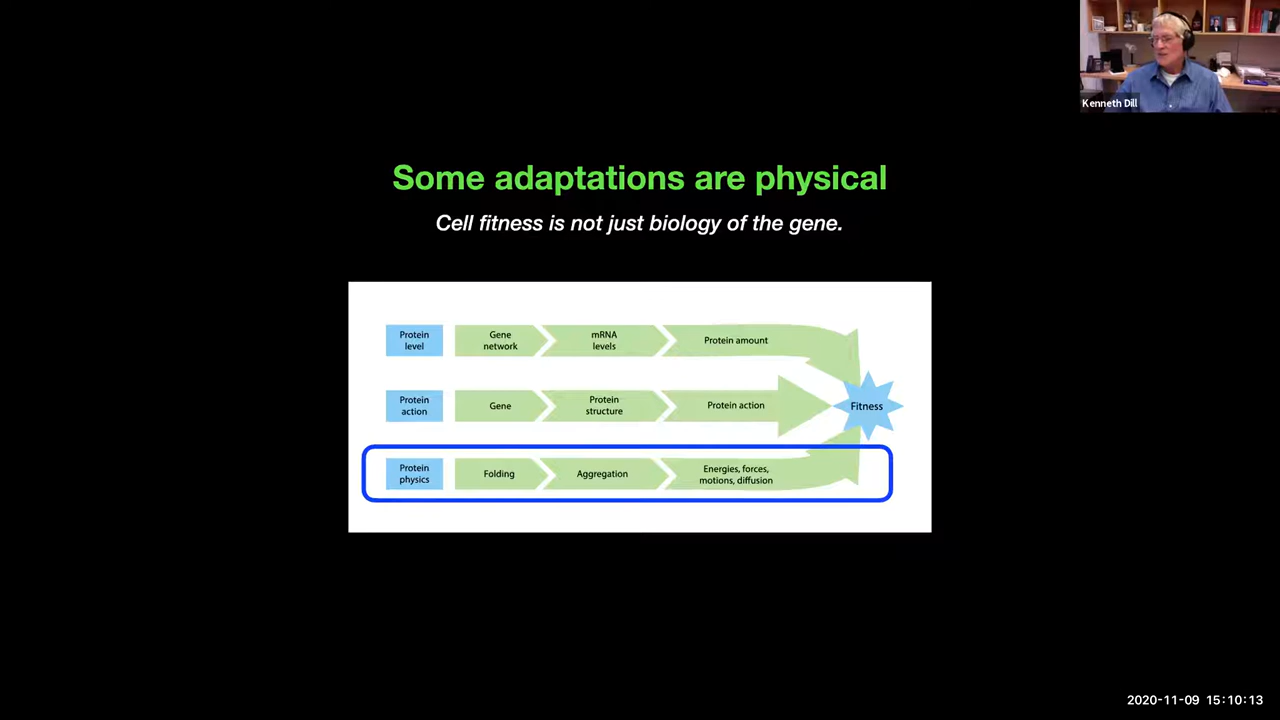 Kenneth Dill
Some adaptations are physical
Cell fitness is not just biology of the gene.
Protein
level
Gene
network
mRNA
levels
Protein amount
Protein
action
Gene
Protein
structure
Protein action
Fitness
Protein
physics
Folding
Aggregation
Energies, forces,
motions, diffusion
2020-11-09 15:10:13